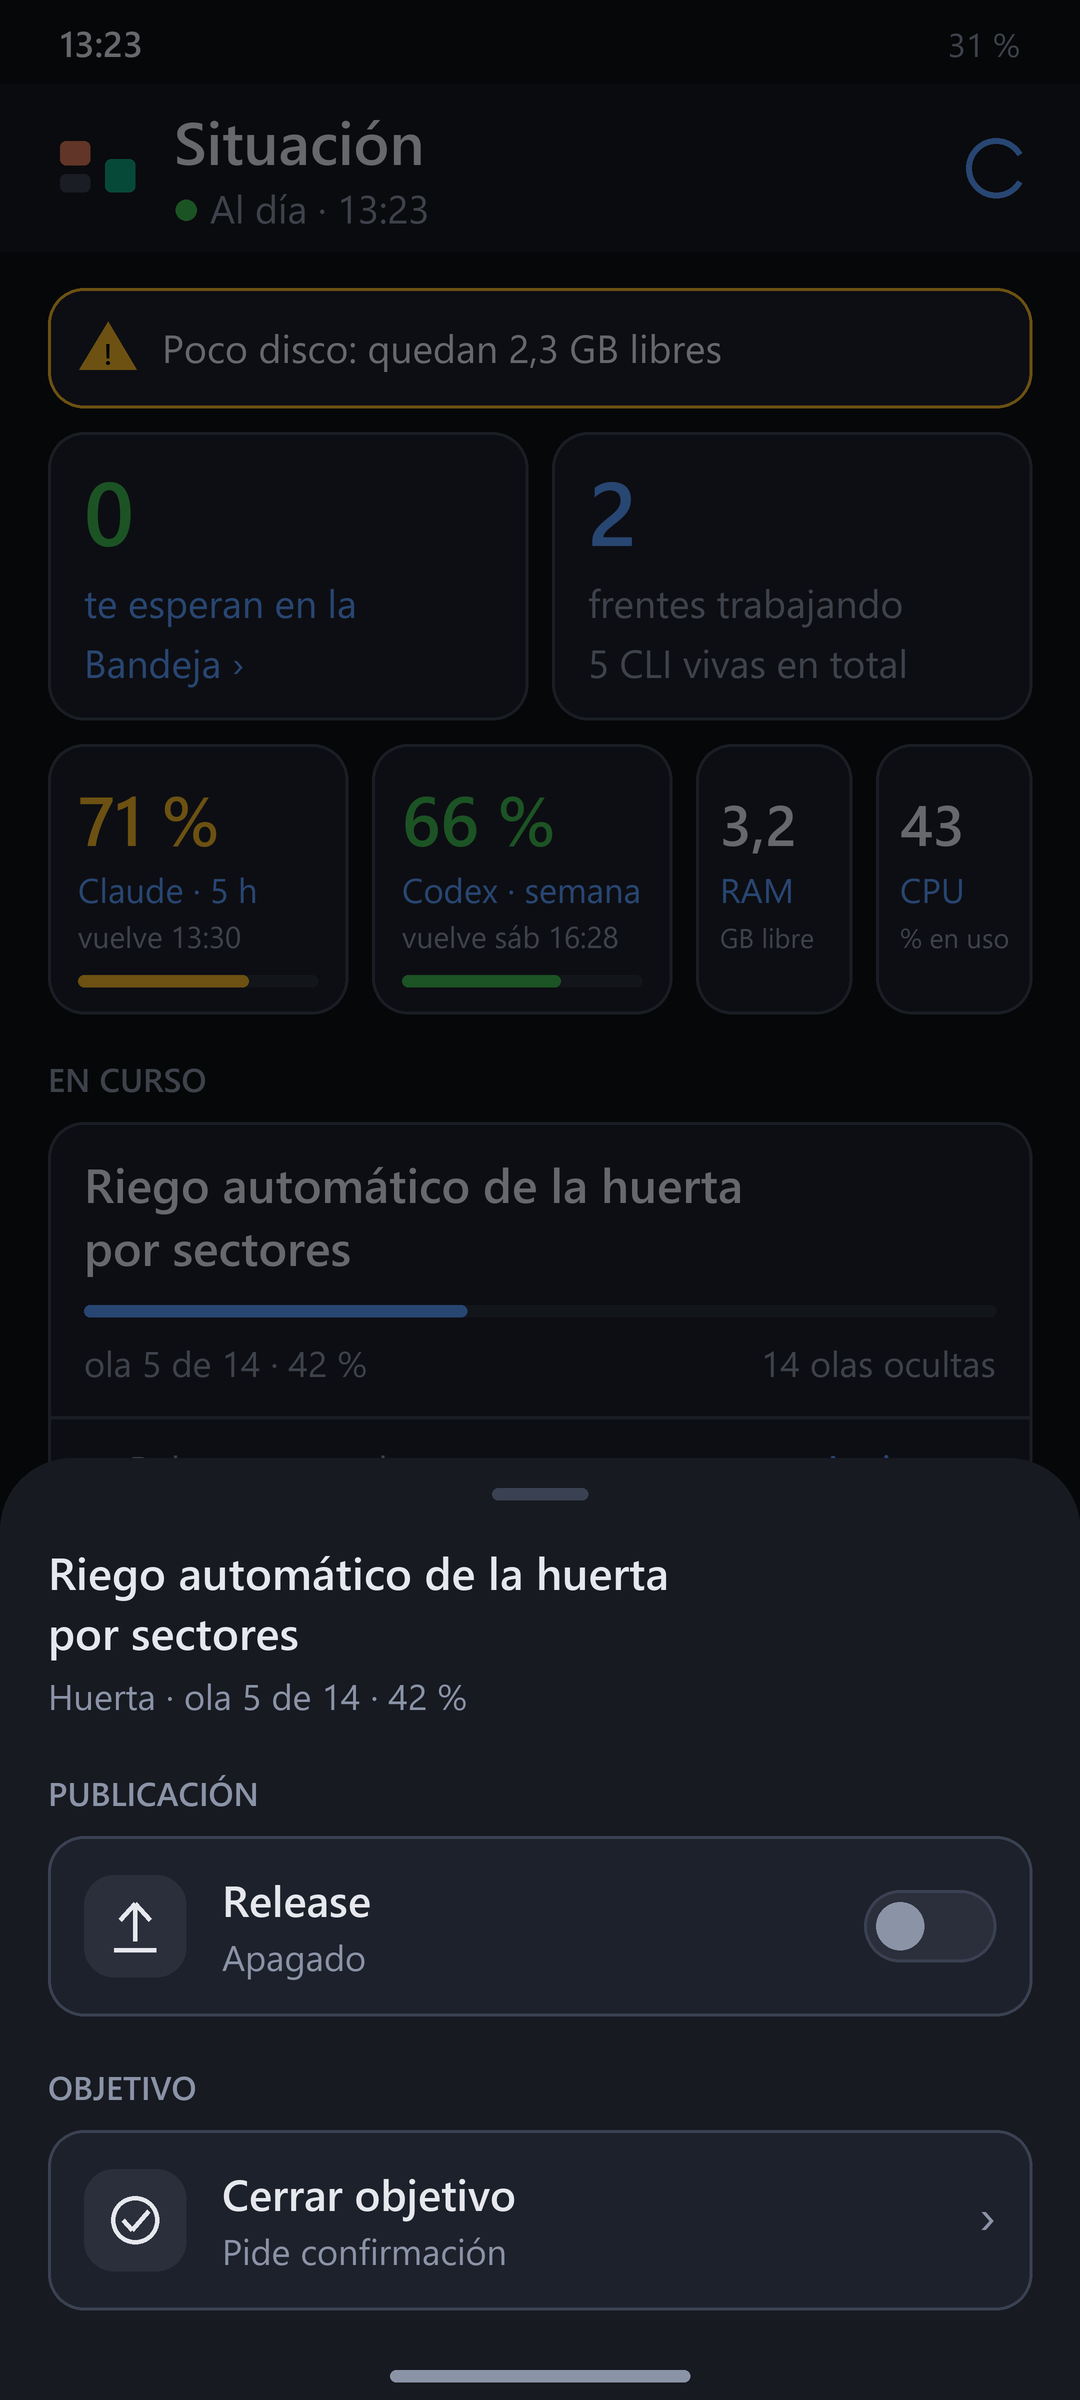 13:23
31 %
Situación
Al día · 13:23
Poco disco: quedan 2,3 GB libres
0
te esperan en la
Bandeja ›
2
frentes trabajando
5 CLI vivas en total
71 %
Claude · 5 h
vuelve 13:30
66 %
Codex · semana
vuelve sáb 16:28
3,2
RAM
GB libre
43
CPU
% en uso
EN CURSO
Riego automático de la huerta
por sectores
ola 5 de 14 · 42 %
14 olas ocultas
Riego automático de la huerta
por sectores
Huerta · ola 5 de 14 · 42 %
PUBLICACIÓN
Release
Apagado
OBJETIVO
Cerrar objetivo
Pide confirmación
›